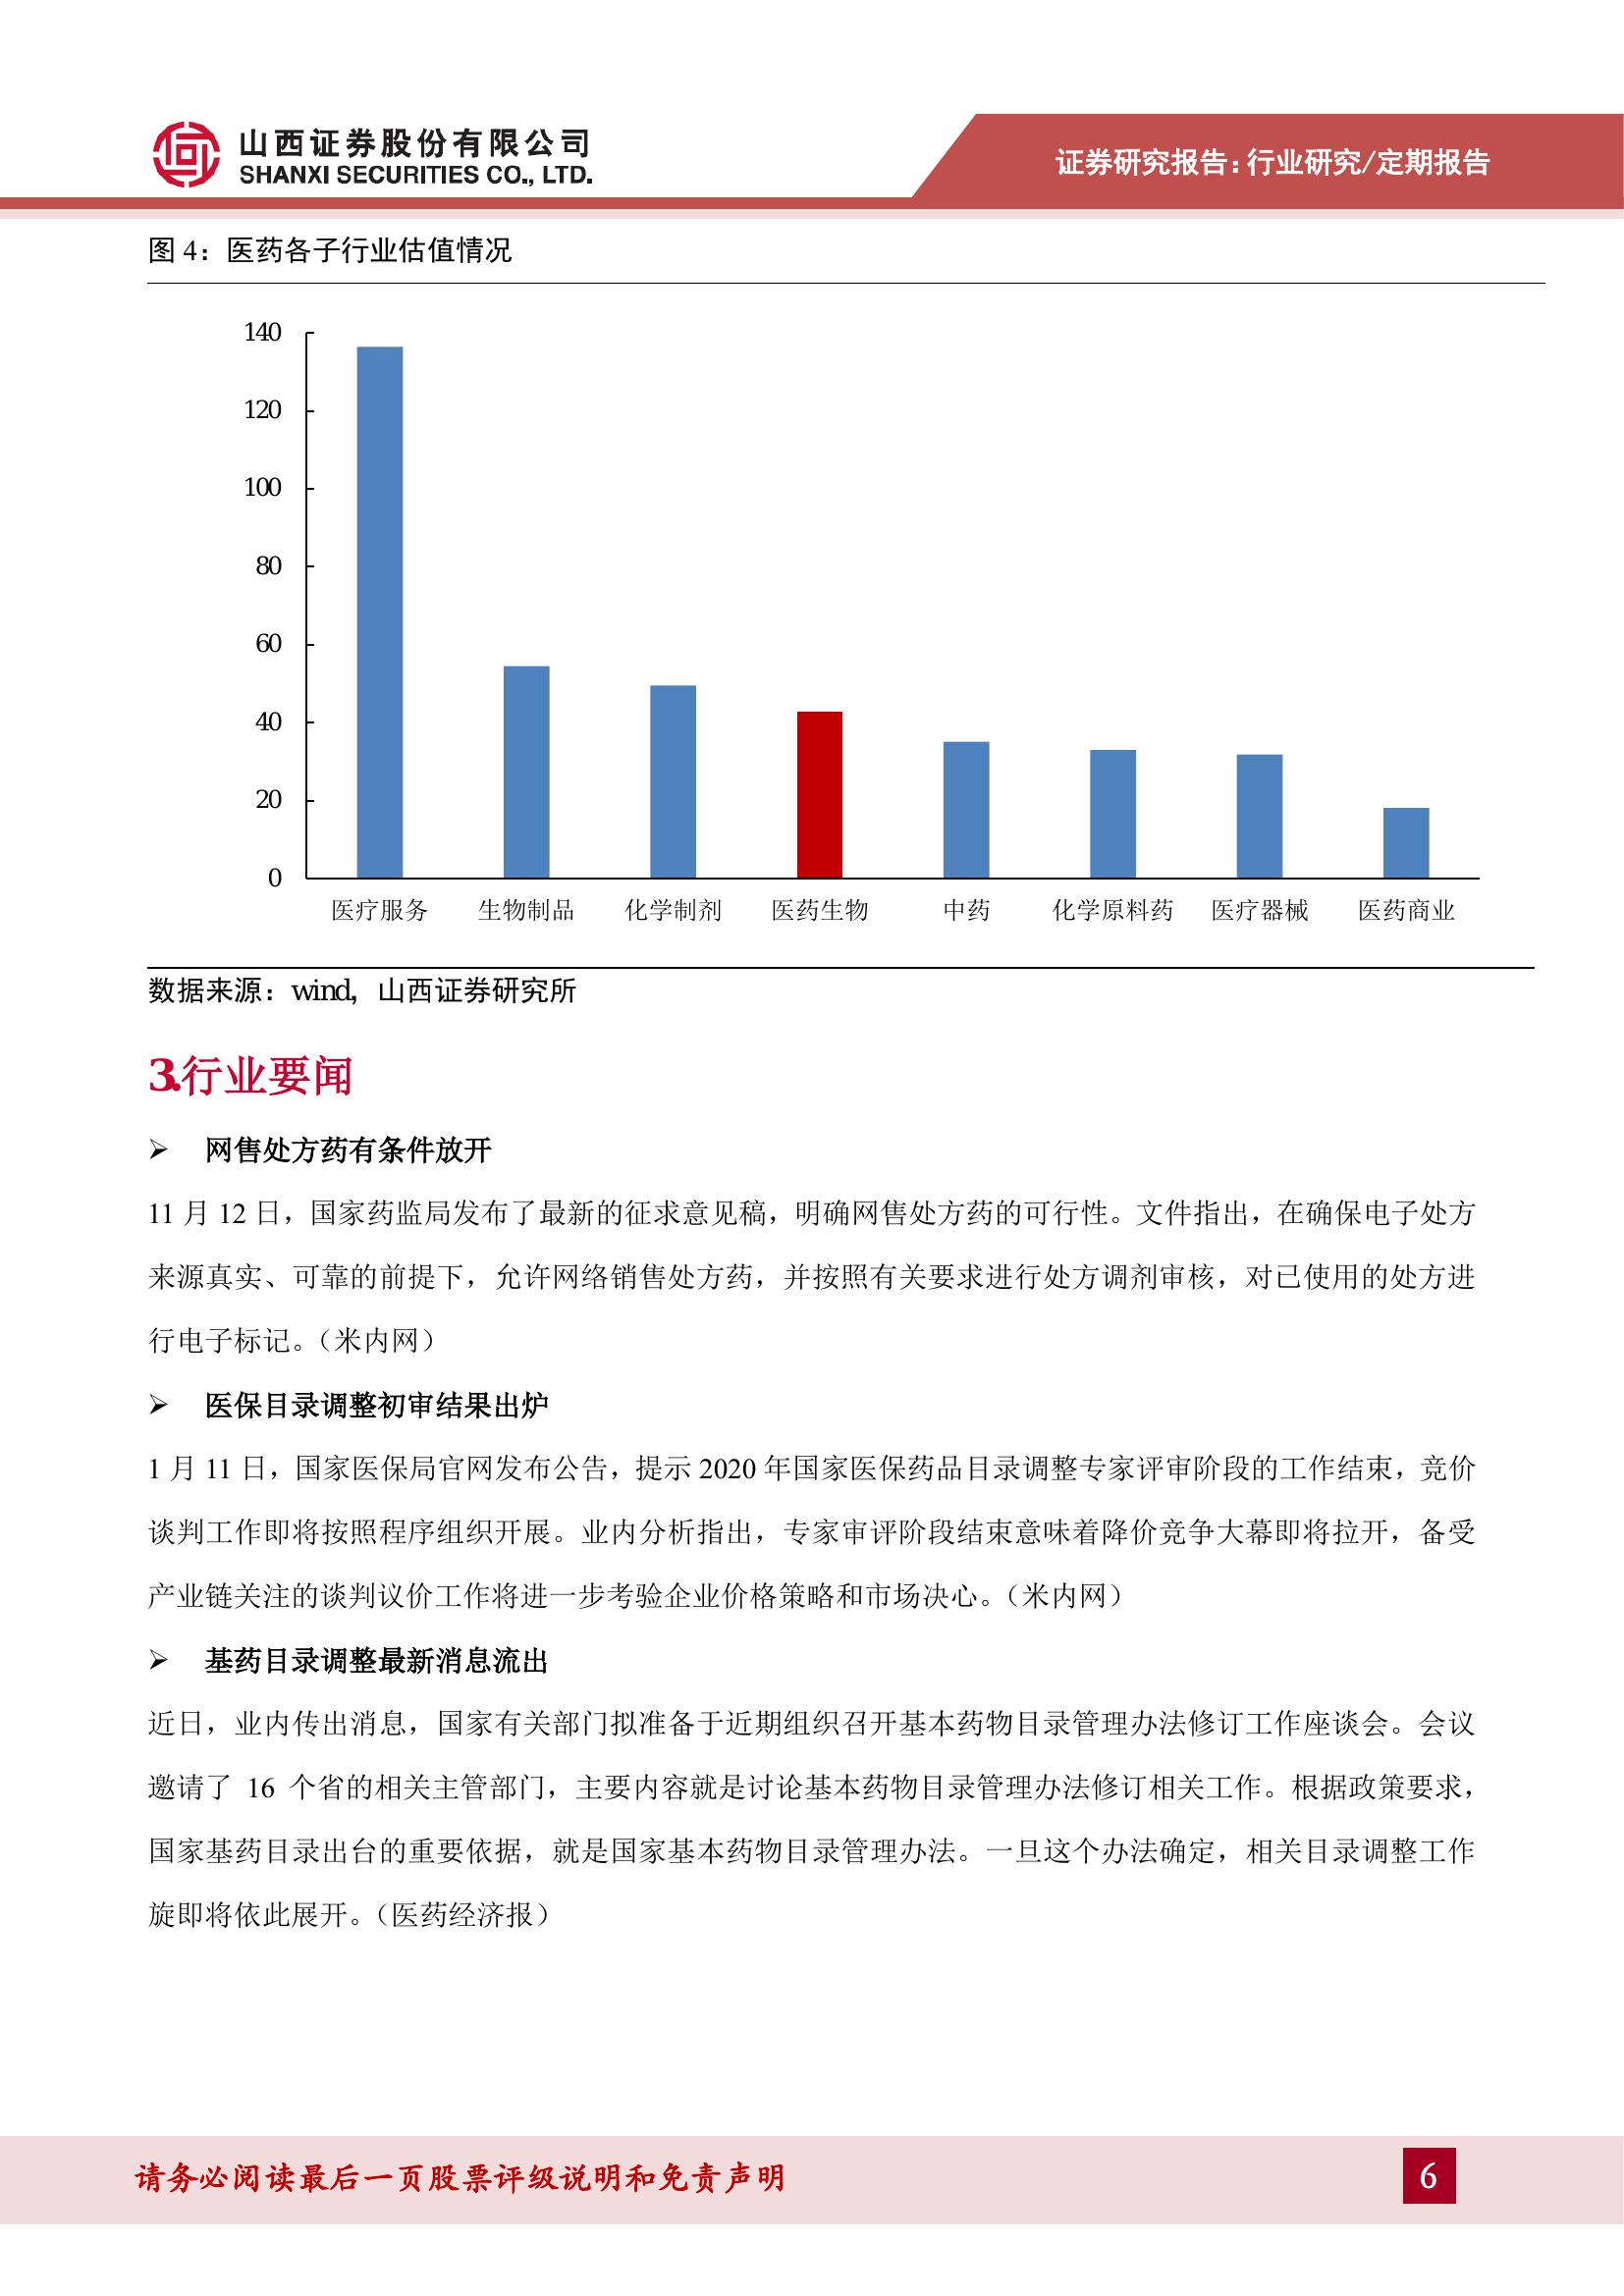 山西证券股份有限公司
SHANXI SECURITIES CO., LTD.
证券研究报告：行业研究/定期报告
图 4：医药各子行业估值情况
140
120
100
80
60
40
20
0
医疗服务 生物制品 化学制剂 医药生物 中药 化学原料药 医疗器械 医药商业
数据来源：wind，山西证券研究所
3.行业要闻
➢ 网售处方药有条件放开
11 月 12 日，国家药监局发布了最新的征求意见稿，明确网售处方药的可行性。文件指出，在确保电子处方
来源真实、可靠的前提下，允许网络销售处方药，并按照有关要求进行处方调剂审核，对已使用的处方进
行电子标记。（米内网）
➢ 医保目录调整初审结果出炉
1 月 11 日，国家医保局官网发布公告，提示 2020 年国家医保药品目录调整专家评审阶段的工作结束，竞价
谈判工作即将按照程序组织开展。业内分析指出，专家审评阶段结束意味着降价竞争大幕即将拉开，备受
产业链关注的谈判议价工作将进一步考验企业价格策略和市场决心。（米内网）
➢ 基药目录调整最新消息流出
近日，业内传出消息，国家有关部门拟准备于近期组织召开基本药物目录管理办法修订工作座谈会。会议
邀请了 16 个省的相关主管部门，主要内容就是讨论基本药物目录管理办法修订相关工作。根据政策要求，
国家基药目录出台的重要依据，就是国家基本药物目录管理办法。一旦这个办法确定，相关目录调整工作
旋即将依此展开。（医药经济报）
请务必阅读最后一页股票评级说明和免责声明
6